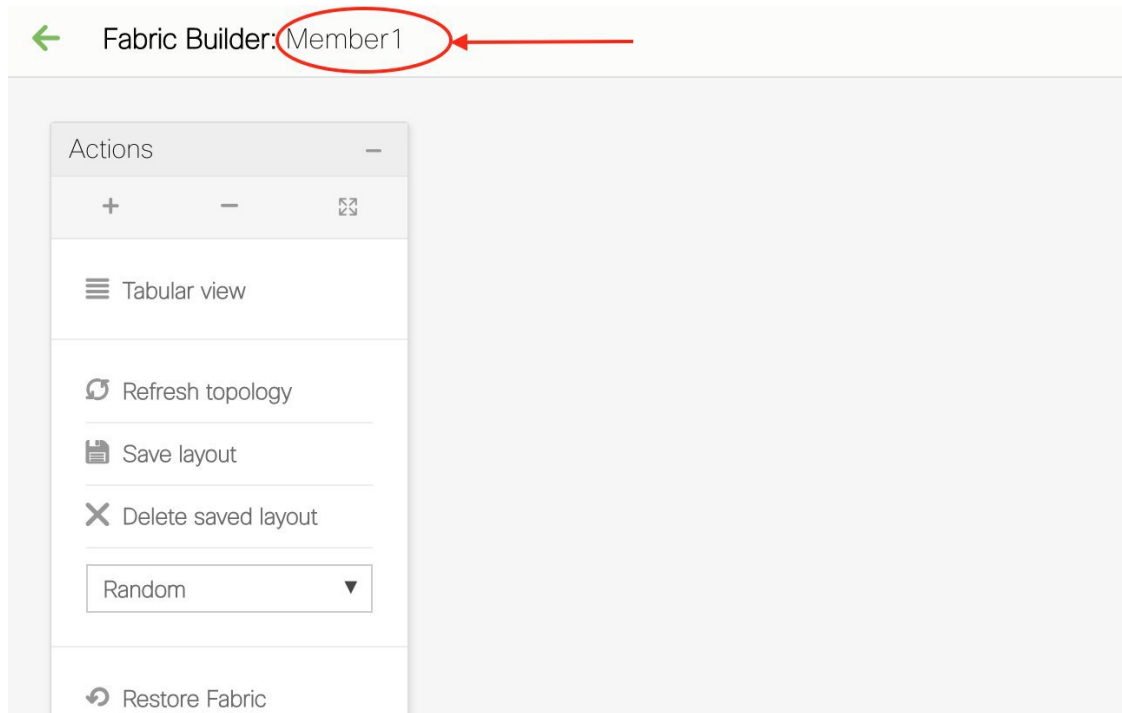 Fabric Builder: Member1
Actions
Tabular view
Refresh topology
Save layout
Delete saved layout
Random
Restore Fabric